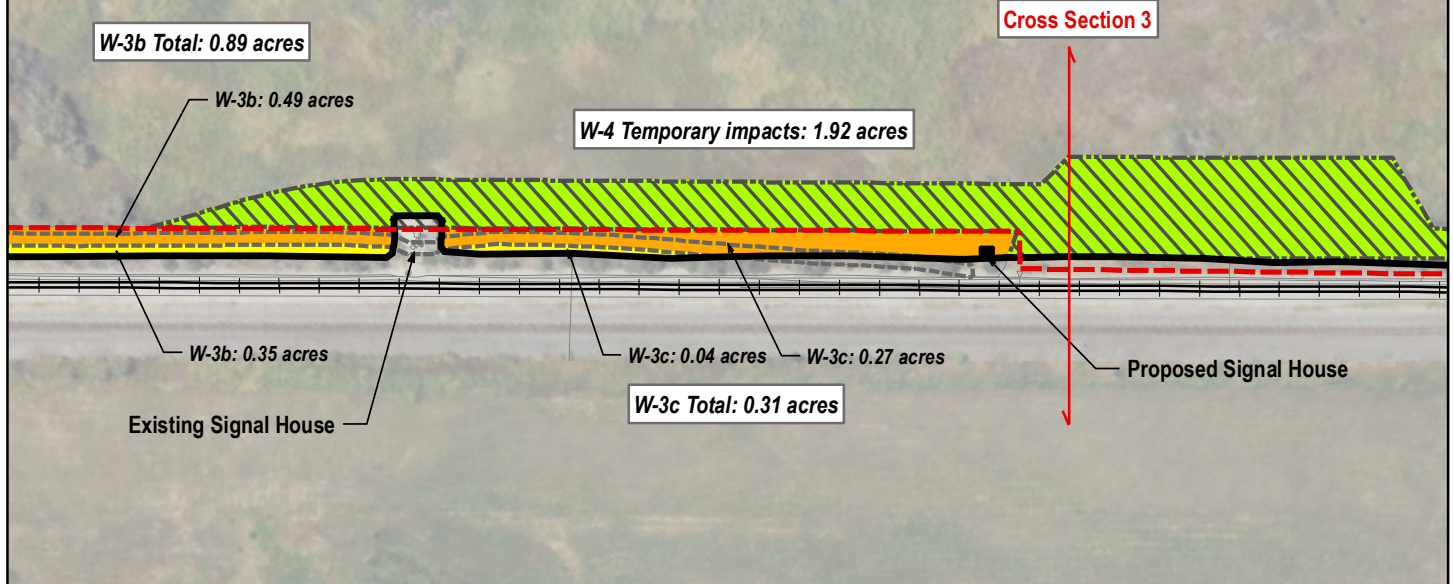 Cross Section 3
W-3b Total: 0.89 acres
W-3b: 0.49 acres
W-4 Temporary impacts: 1.92 acres
W-3b: 0.35 acres
W-3c: 0.04 acres
W-3c: 0.27 acres
Proposed Signal House
W-3c Total: 0.31 acres
Existing Signal House